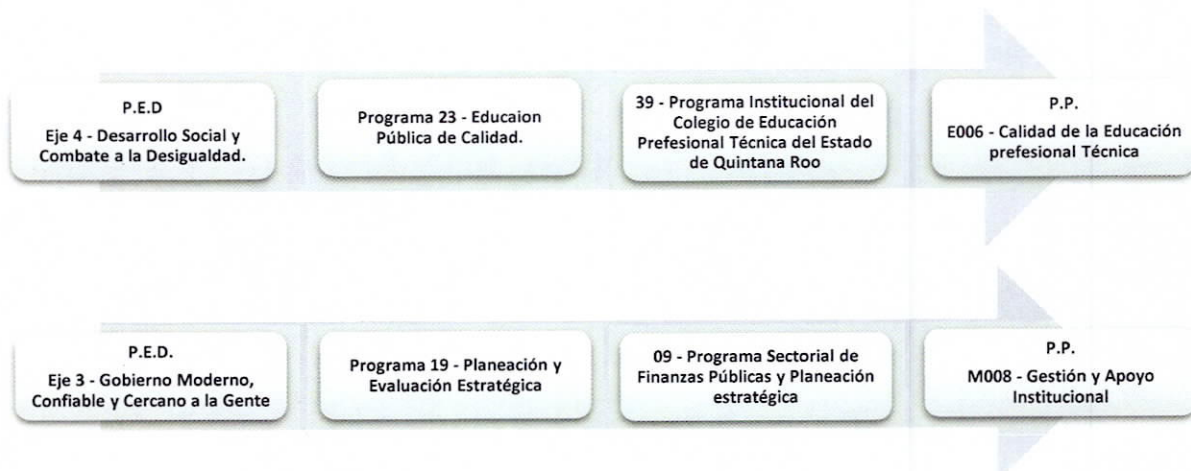 P.E.D
Eje 4 - Desarrollo Social y
Combate a la Desigualdad.
Programa 23 - Educaion
Pública de Calidad.
39 - Programa Institucional del
Colegio de Educación
Prefesional Técnica del Estado
de Quintana Roo
P.P.
E006 - Calidad de la Educación
prefesional Técnica
P.E.D.
Eje 3 - Gobierno Moderno,
Confiable y Cercano a la Gente
Programa 19 - Planeación y
Evaluación Estratégica
09 - Programa Sectorial de
Finanzas Públicas y Planeación
estratégica
P.P.
M008 - Gestión y Apoyo
Institucional